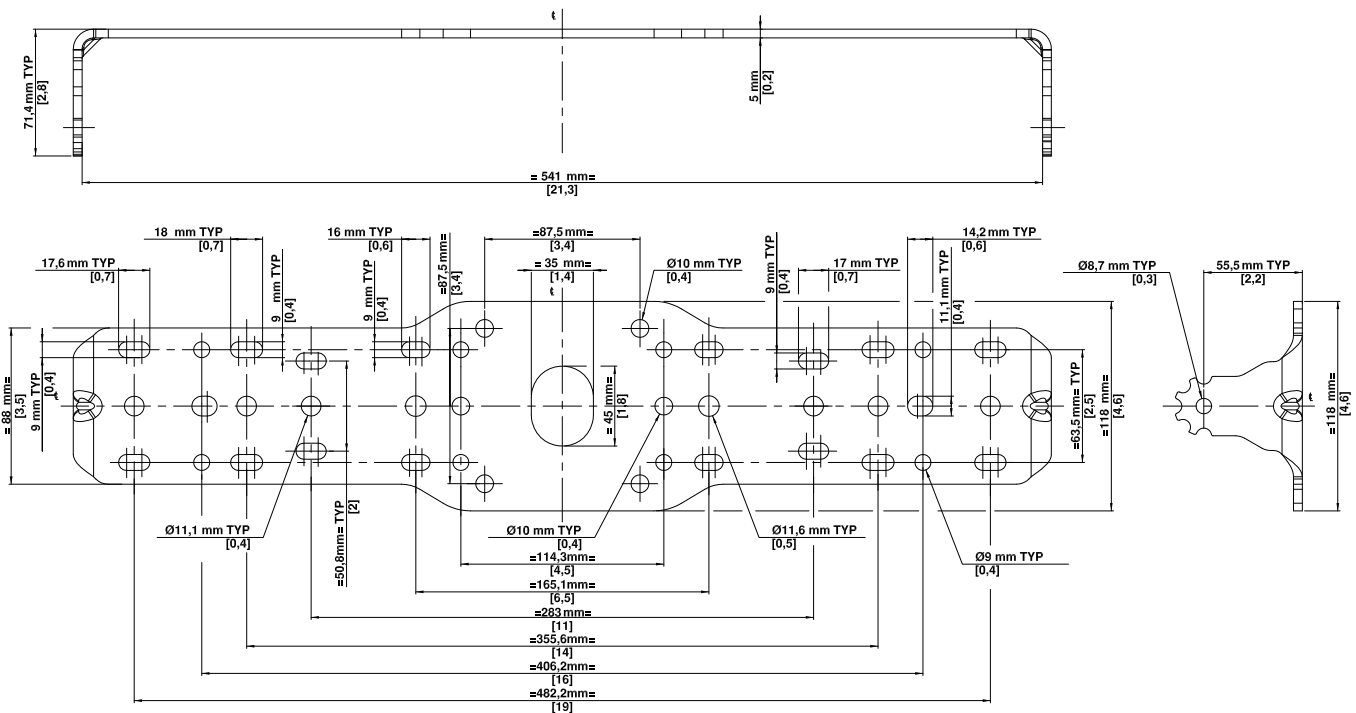 ℄
71,4 mm TYP
[2,8]
5 mm
[0,2]
= 541 mm=
[21,3]
18 mm TYP
[0,7]
16 mm TYP
[0,6]
=87,5mm=
[3,4]
14,2 mm TYP
[0,6]
17,6 mm TYP
[0,7]
9 mm TYP
[0,4]
9 mm TYP
[0,4]
=87,5mm=
[3,4]
= 35 mm=
[1,4]
℄
Ø10 mm TYP
[0,4]
9 mm TYP
[0,4]
17 mm TYP
[0,7]
11,1 mm TYP
[0,4]
Ø8,7 mm TYP
[0,3]
55,5 mm TYP
[2,2]
= 88 mm=
[3,5]
9 mm TYP
[0,4]
℄
= 45 mm=
[1,8]
=63,5mm= TYP
[2,5]
=118 mm=
[4,6]
℄
=118 mm=
[4,6]
Ø11,1 mm TYP
[0,4]
=50,8mm= TYP
[2]
Ø10 mm TYP
[0,4]
Ø11,6 mm TYP
[0,5]
Ø9 mm TYP
[0,4]
=114,3mm=
[4,5]
=165,1mm=
[6,5]
=283mm=
[11]
=355,6mm=
[14]
=406,2mm=
[16]
=482,2mm=
[19]